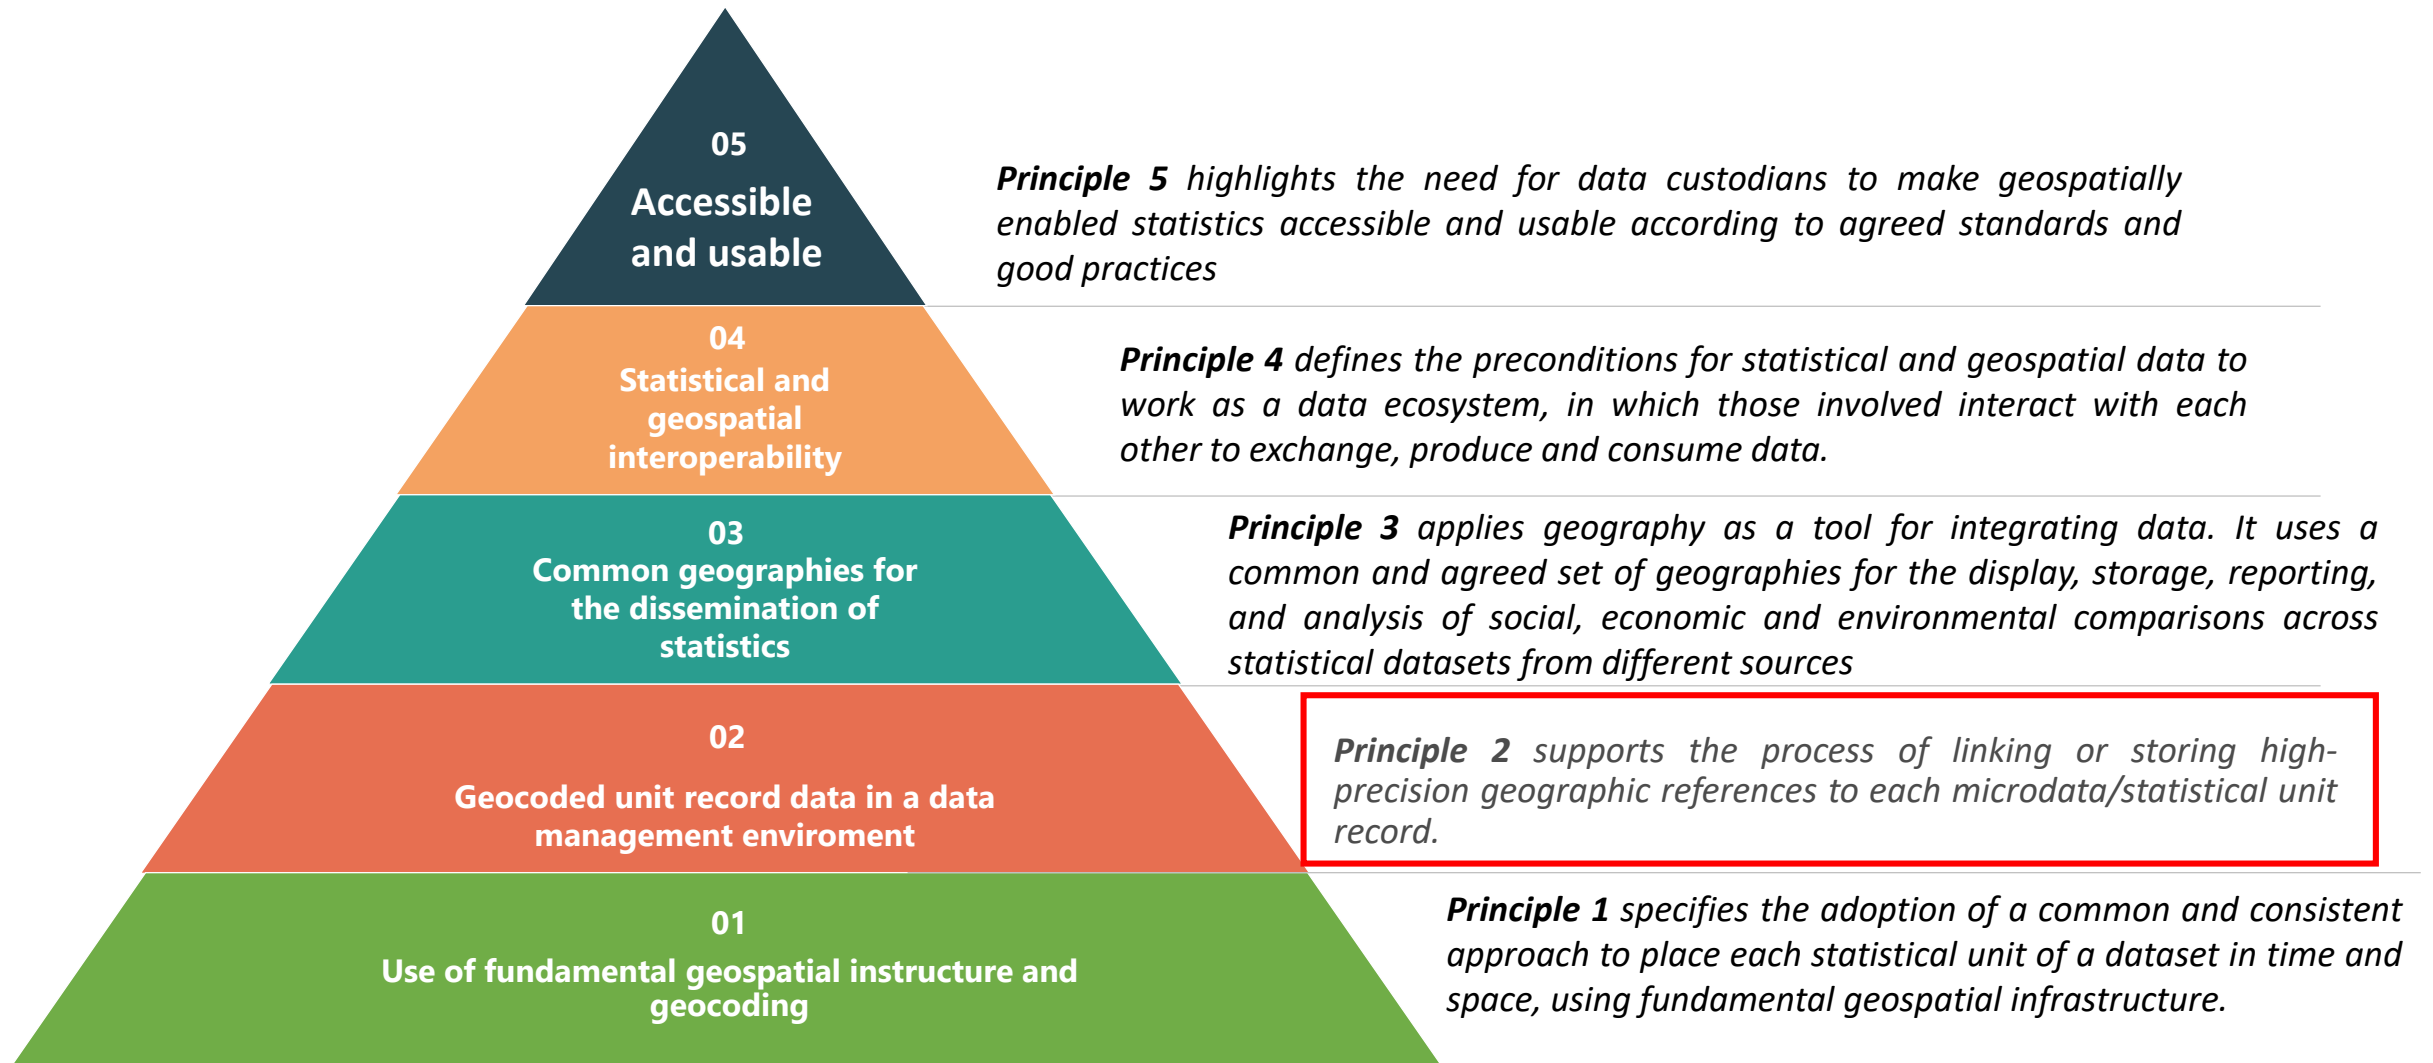 05
Accessible
and usable
Principle 5 highlights the need for data custodians to make geospatially
enabled statistics accessible and usable according to agreed standards and
good practices
04
Statistical and
geospatial
interoperability
Principle 4 defines the preconditions for statistical and geospatial data to
work as a data ecosystem, in which those involved interact with each
other to exchange, produce and consume data.
03
Common geographies for
the dissemination of
statistics
Principle 3 applies geography as a tool for integrating data. It uses a
common and agreed set of geographies for the display, storage, reporting,
and analysis of social, economic and environmental comparisons across
statistical datasets from different sources
02
Geocoded unit record data in a data
management enviroment
Principle 2 supports the process of linking or storing high-
precision geographic references to each microdata/statistical unit
record.
01
Use of fundamental geospatial instructure and
geocoding
Principle 1 specifies the adoption of a common and consistent
approach to place each statistical unit of a dataset in time and
space, using fundamental geospatial infrastructure.